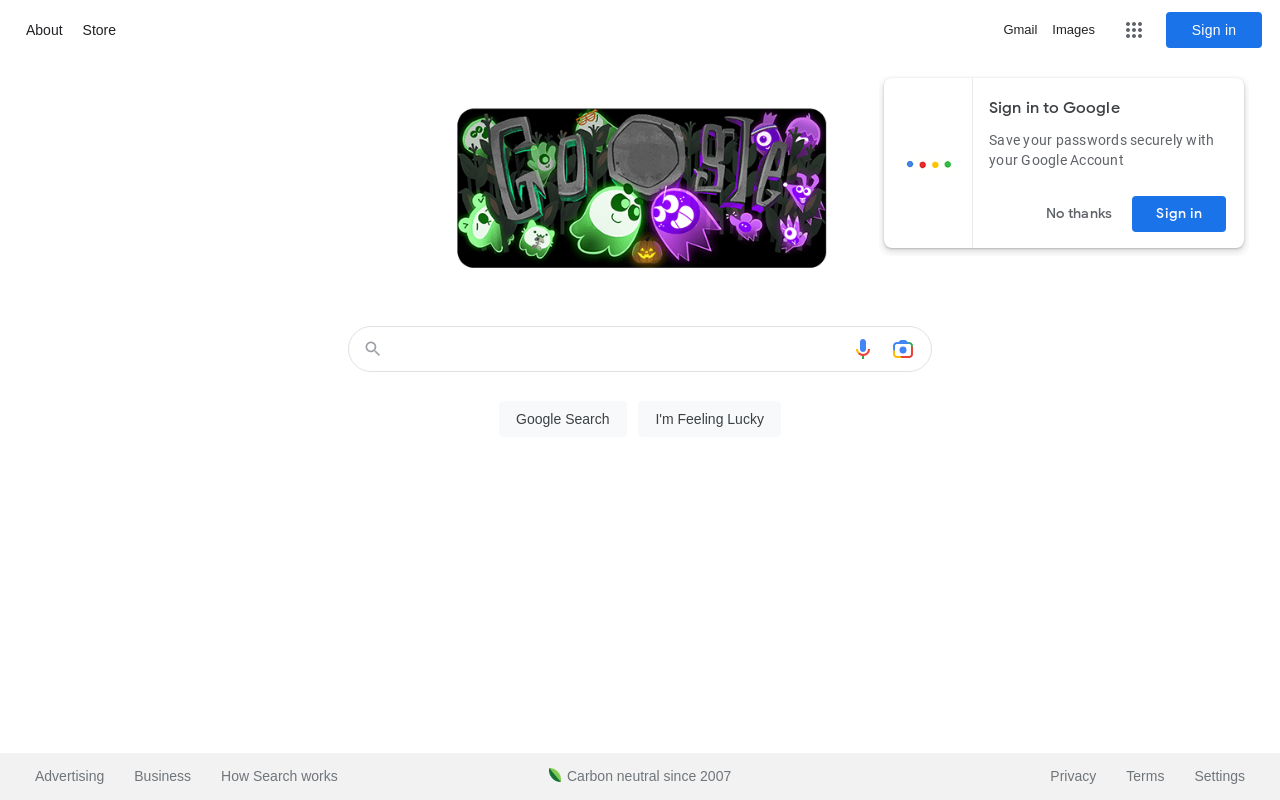 About Store
Gmail Images Sign in
Google
Sign in to Google
Save your passwords securely with
your Google Account
No thanks Sign in
Google Search I'm Feeling Lucky
Advertising Business How Search works Carbon neutral since 2007 Privacy Terms Settings